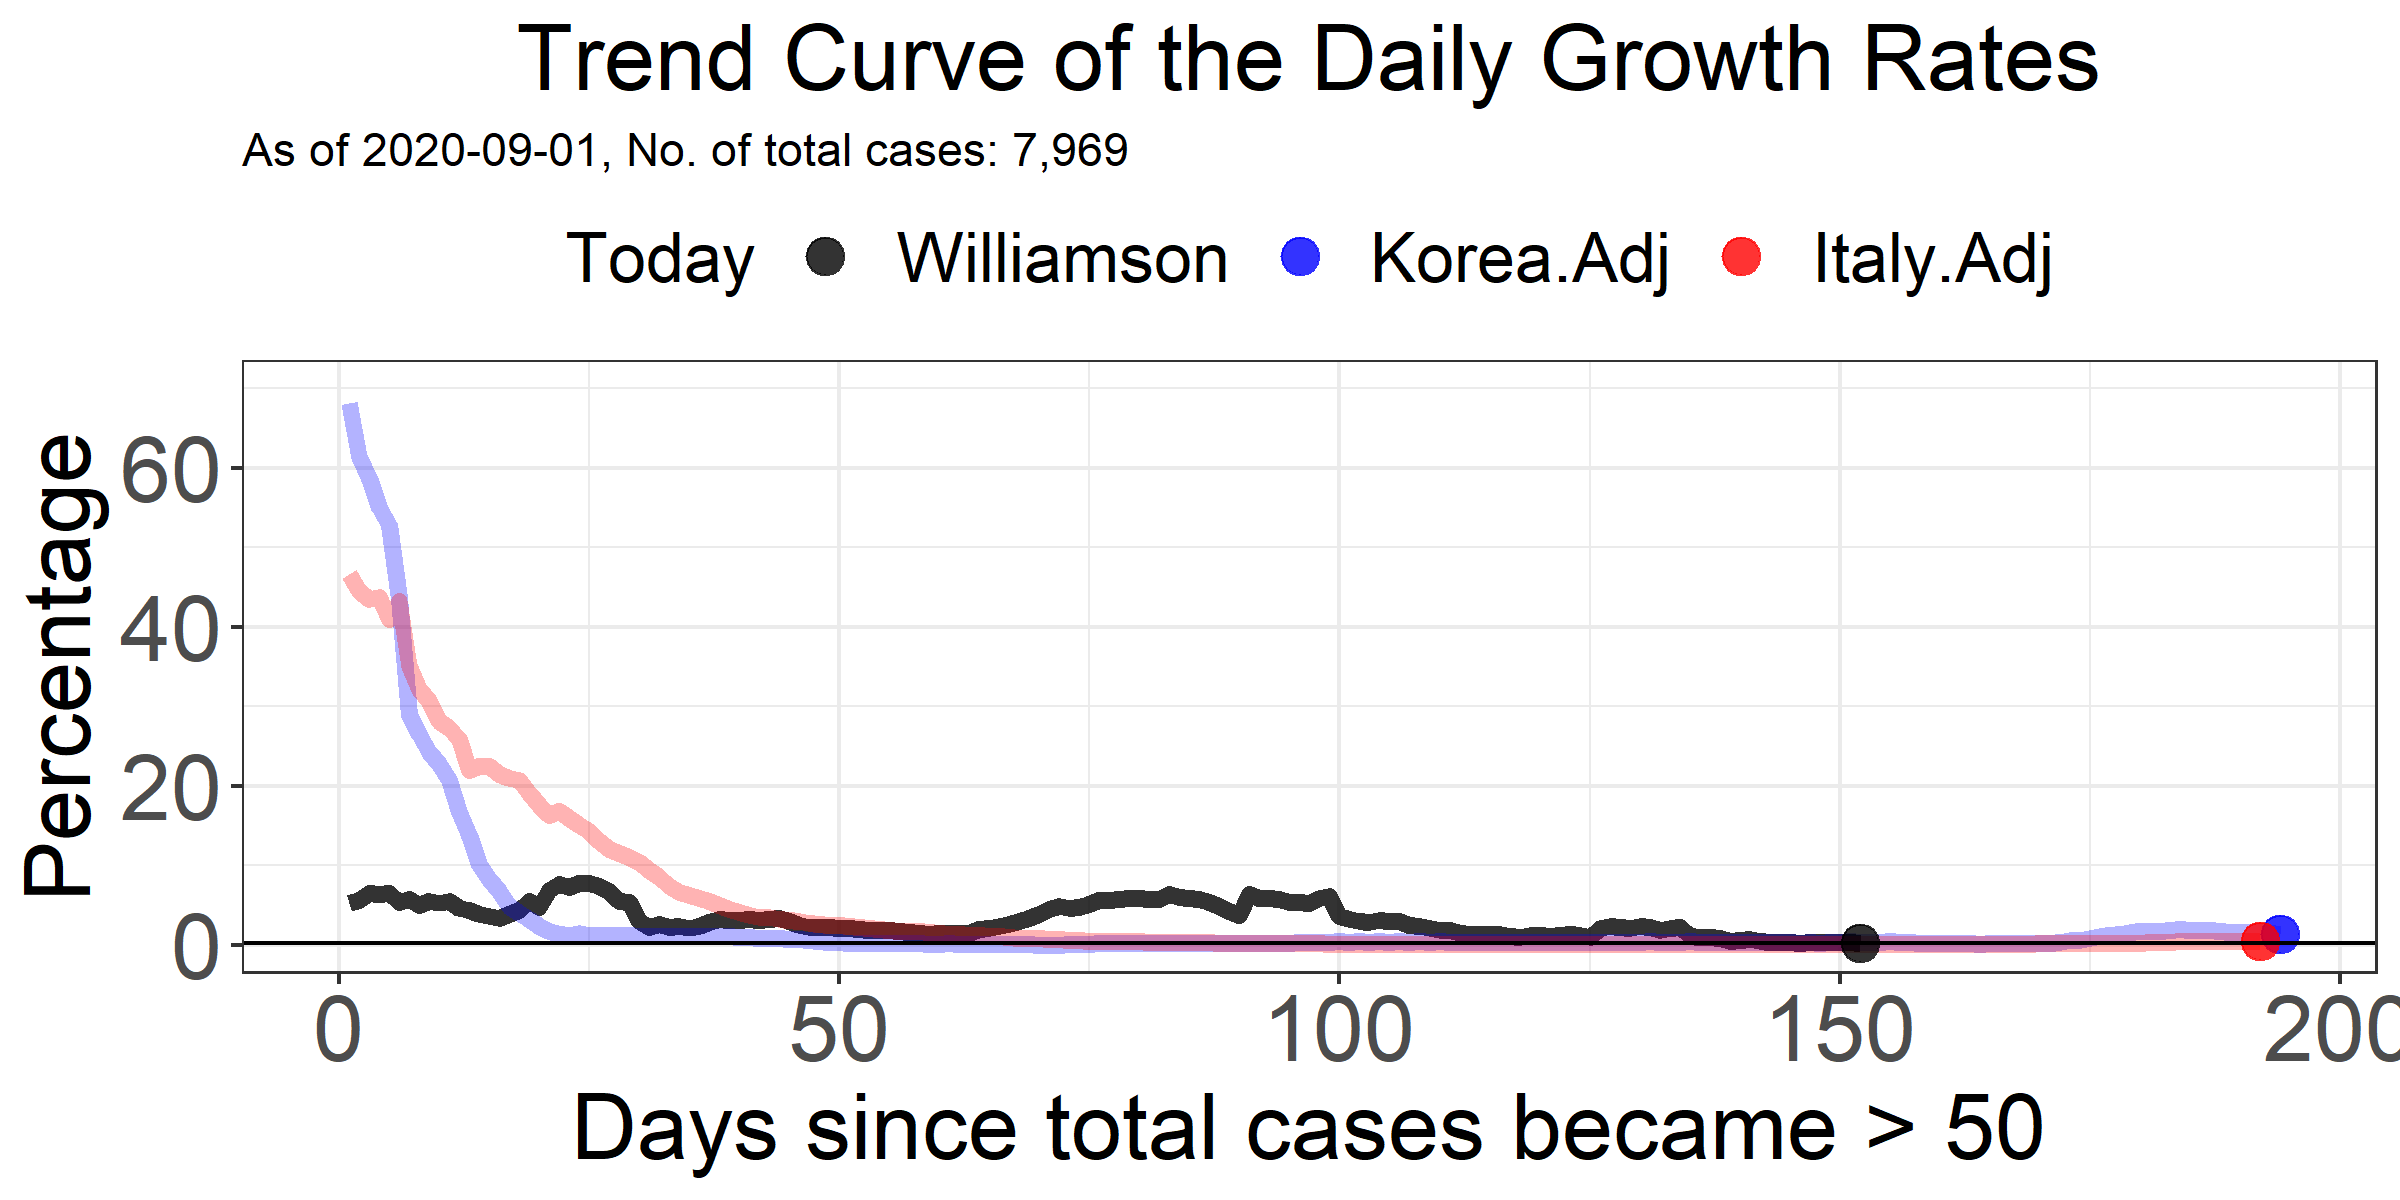 Trend Curve of the Daily Growth Rates
As of 2020-09-01, No. of total cases: 7,969
Today Williamson Korea.Adj Italy.Adj
Percentage
60
40
20
0
0 50 100 150 200
Days since total cases became > 50